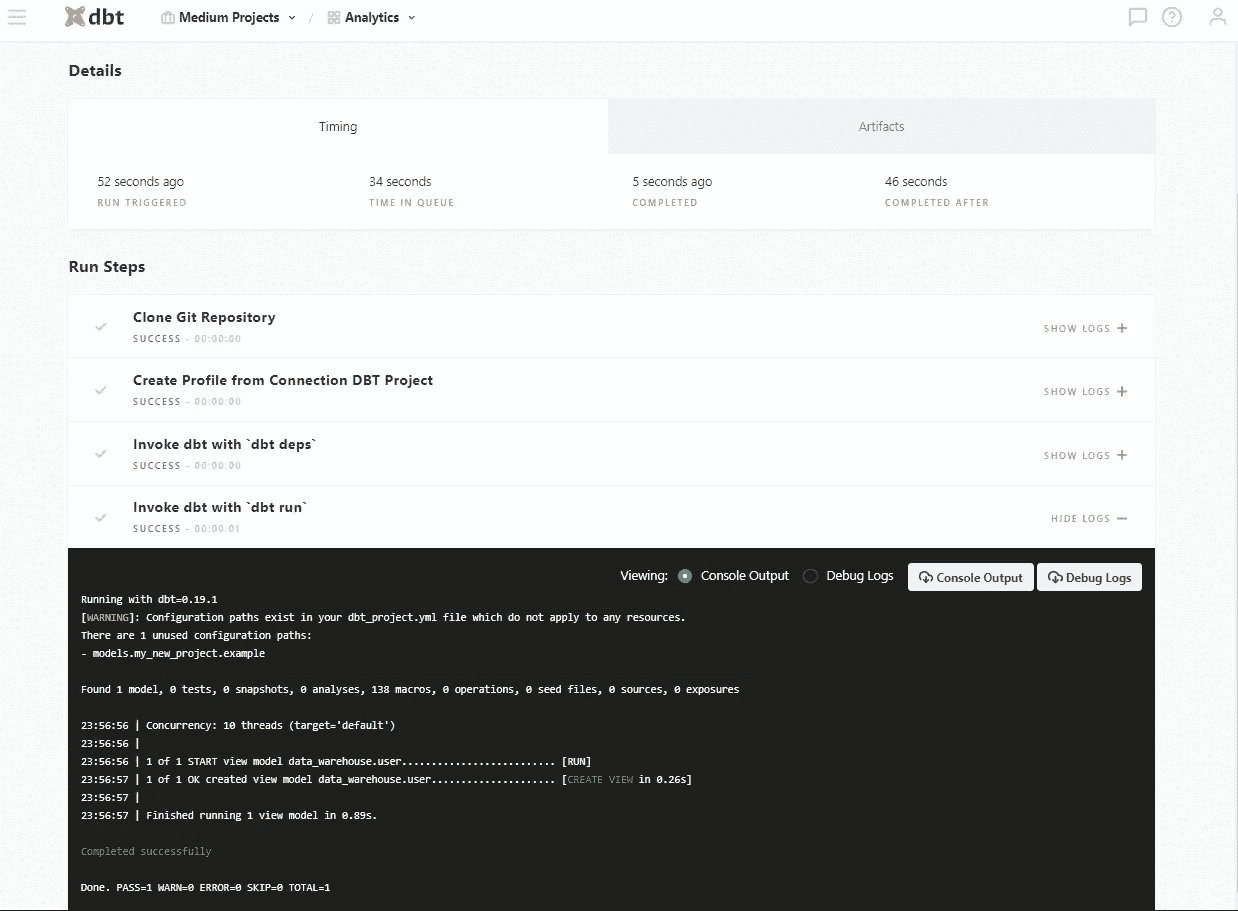 dbt
Medium Projects / Analytics
Details
Timing
Artifacts
52 seconds ago
RUN TRIGGERED
34 seconds
TIME IN QUEUE
5 seconds ago
COMPLETED
46 seconds
COMPLETED AFTER
Run Steps
Clone Git Repository
SUCCESS - 00:00:00
SHOW LOGS +
Create Profile from Connection DBT Project
SUCCESS - 00:00:00
SHOW LOGS +
Invoke dbt with `dbt deps`
SUCCESS - 00:00:00
SHOW LOGS +
Invoke dbt with `dbt run`
SUCCESS - 00:00:01
HIDE LOGS —
Viewing: Console Output Debug Logs Console Output Debug Logs
Running with dbt=0.19.1
[WARNING]: Configuration paths exist in your dbt_project.yml file which do not apply to any resources.
There are 1 unused configuration paths:
- models.my_new_project.example
Found 1 model, 0 tests, 0 snapshots, 0 analyses, 138 macros, 0 operations, 0 seed files, 0 sources, 0 exposures
23:56:56 | Concurrency: 10 threads (target='default')
23:56:56 |
23:56:56 | 1 of 1 START view model data_warehouse.user.......................... [RUN]
23:56:57 | 1 of 1 OK created view model data_warehouse.user..................... [CREATE VIEW in 0.26s]
23:56:57 |
23:56:57 | Finished running 1 view model in 0.89s.
Completed successfully
Done. PASS=1 WARN=0 ERROR=0 SKIP=0 TOTAL=1